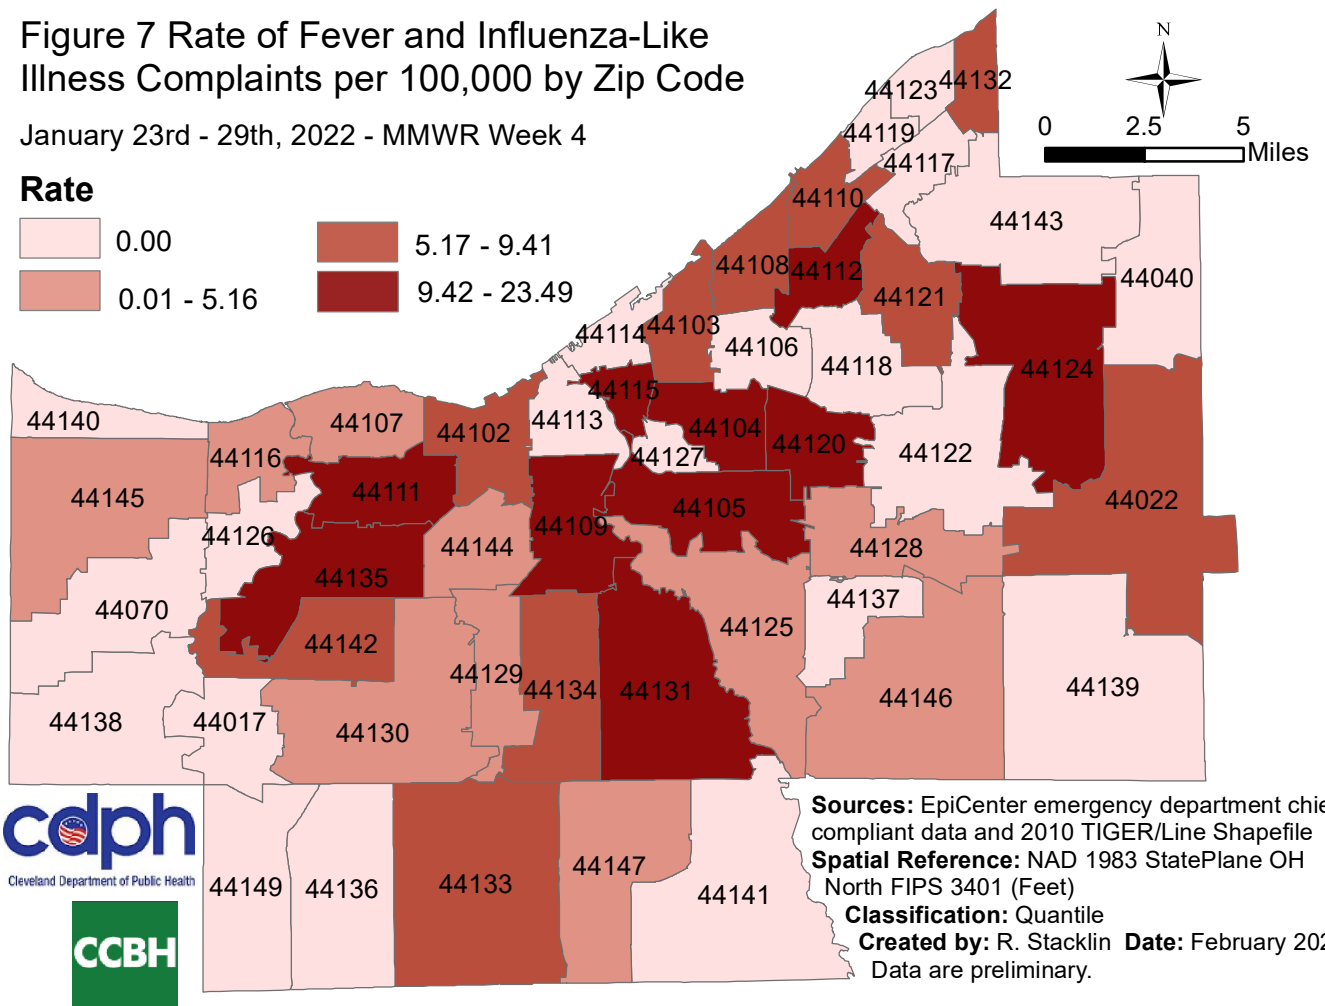 Figure 7 Rate of Fever and Influenza-Like
Illness Complaints per 100,000 by Zip Code
January 23rd - 29th, 2022 - MMWR Week 4
Rate
0.00
0.01 - 5.16
5.17 - 9.41
9.42 - 23.49
N
0 2.5 5
Miles
44123 44132
44119
44117
44110
44143
44108 44112
44040
44121
44114 44103
44106
44118
44124
44115
44140
44107
44102
44113
44104
44120
44127
44122
44116
44145
44111
44105
44022
44126
44109
44144
44128
44135
44070
44137
44125
44142
44129
44134
44131
44139
44146
44138
44017
44130
44147
44133
44149
44136
44141
cdph
Cleveland Department of Public Health
CCBH
Sources: EpiCenter emergency department chie
compliant data and 2010 TIGER/Line Shapefile
Spatial Reference: NAD 1983 StatePlane OH
North FIPS 3401 (Feet)
Classification: Quantile
Created by: R. Stacklin Date: February 202
Data are preliminary.